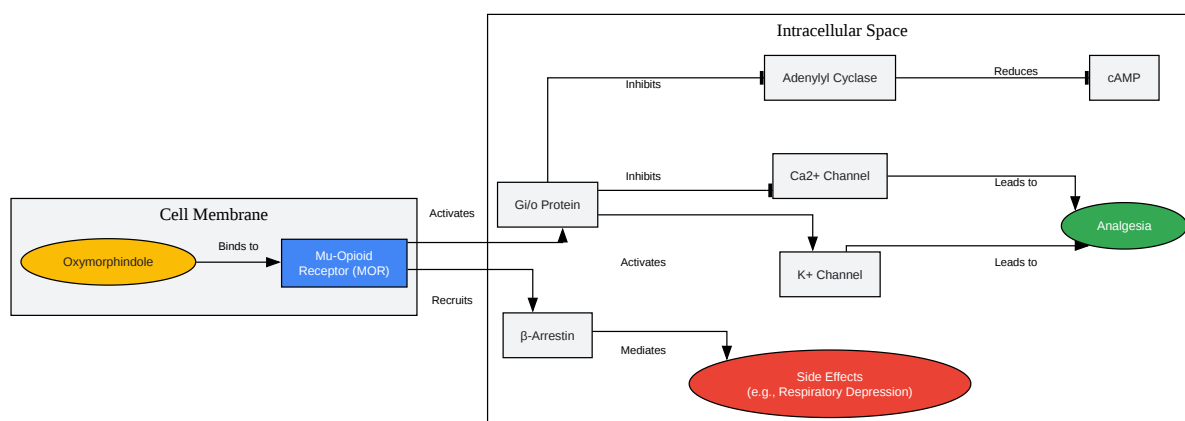 Intracellular Space
Inhibits
Adenylyl Cyclase
Reduces
cAMP
Inhibits
Ca2+ Channel
Leads to
Gi/o Protein
Cell Membrane
Activates
Analgesia
Oxymorphindole
Binds to
Mu-Opioid
Receptor (MOR)
Activates
K+ Channel
Leads to
Recruits
β-Arrestin
Mediates
Side Effects
(e.g., Respiratory Depression)